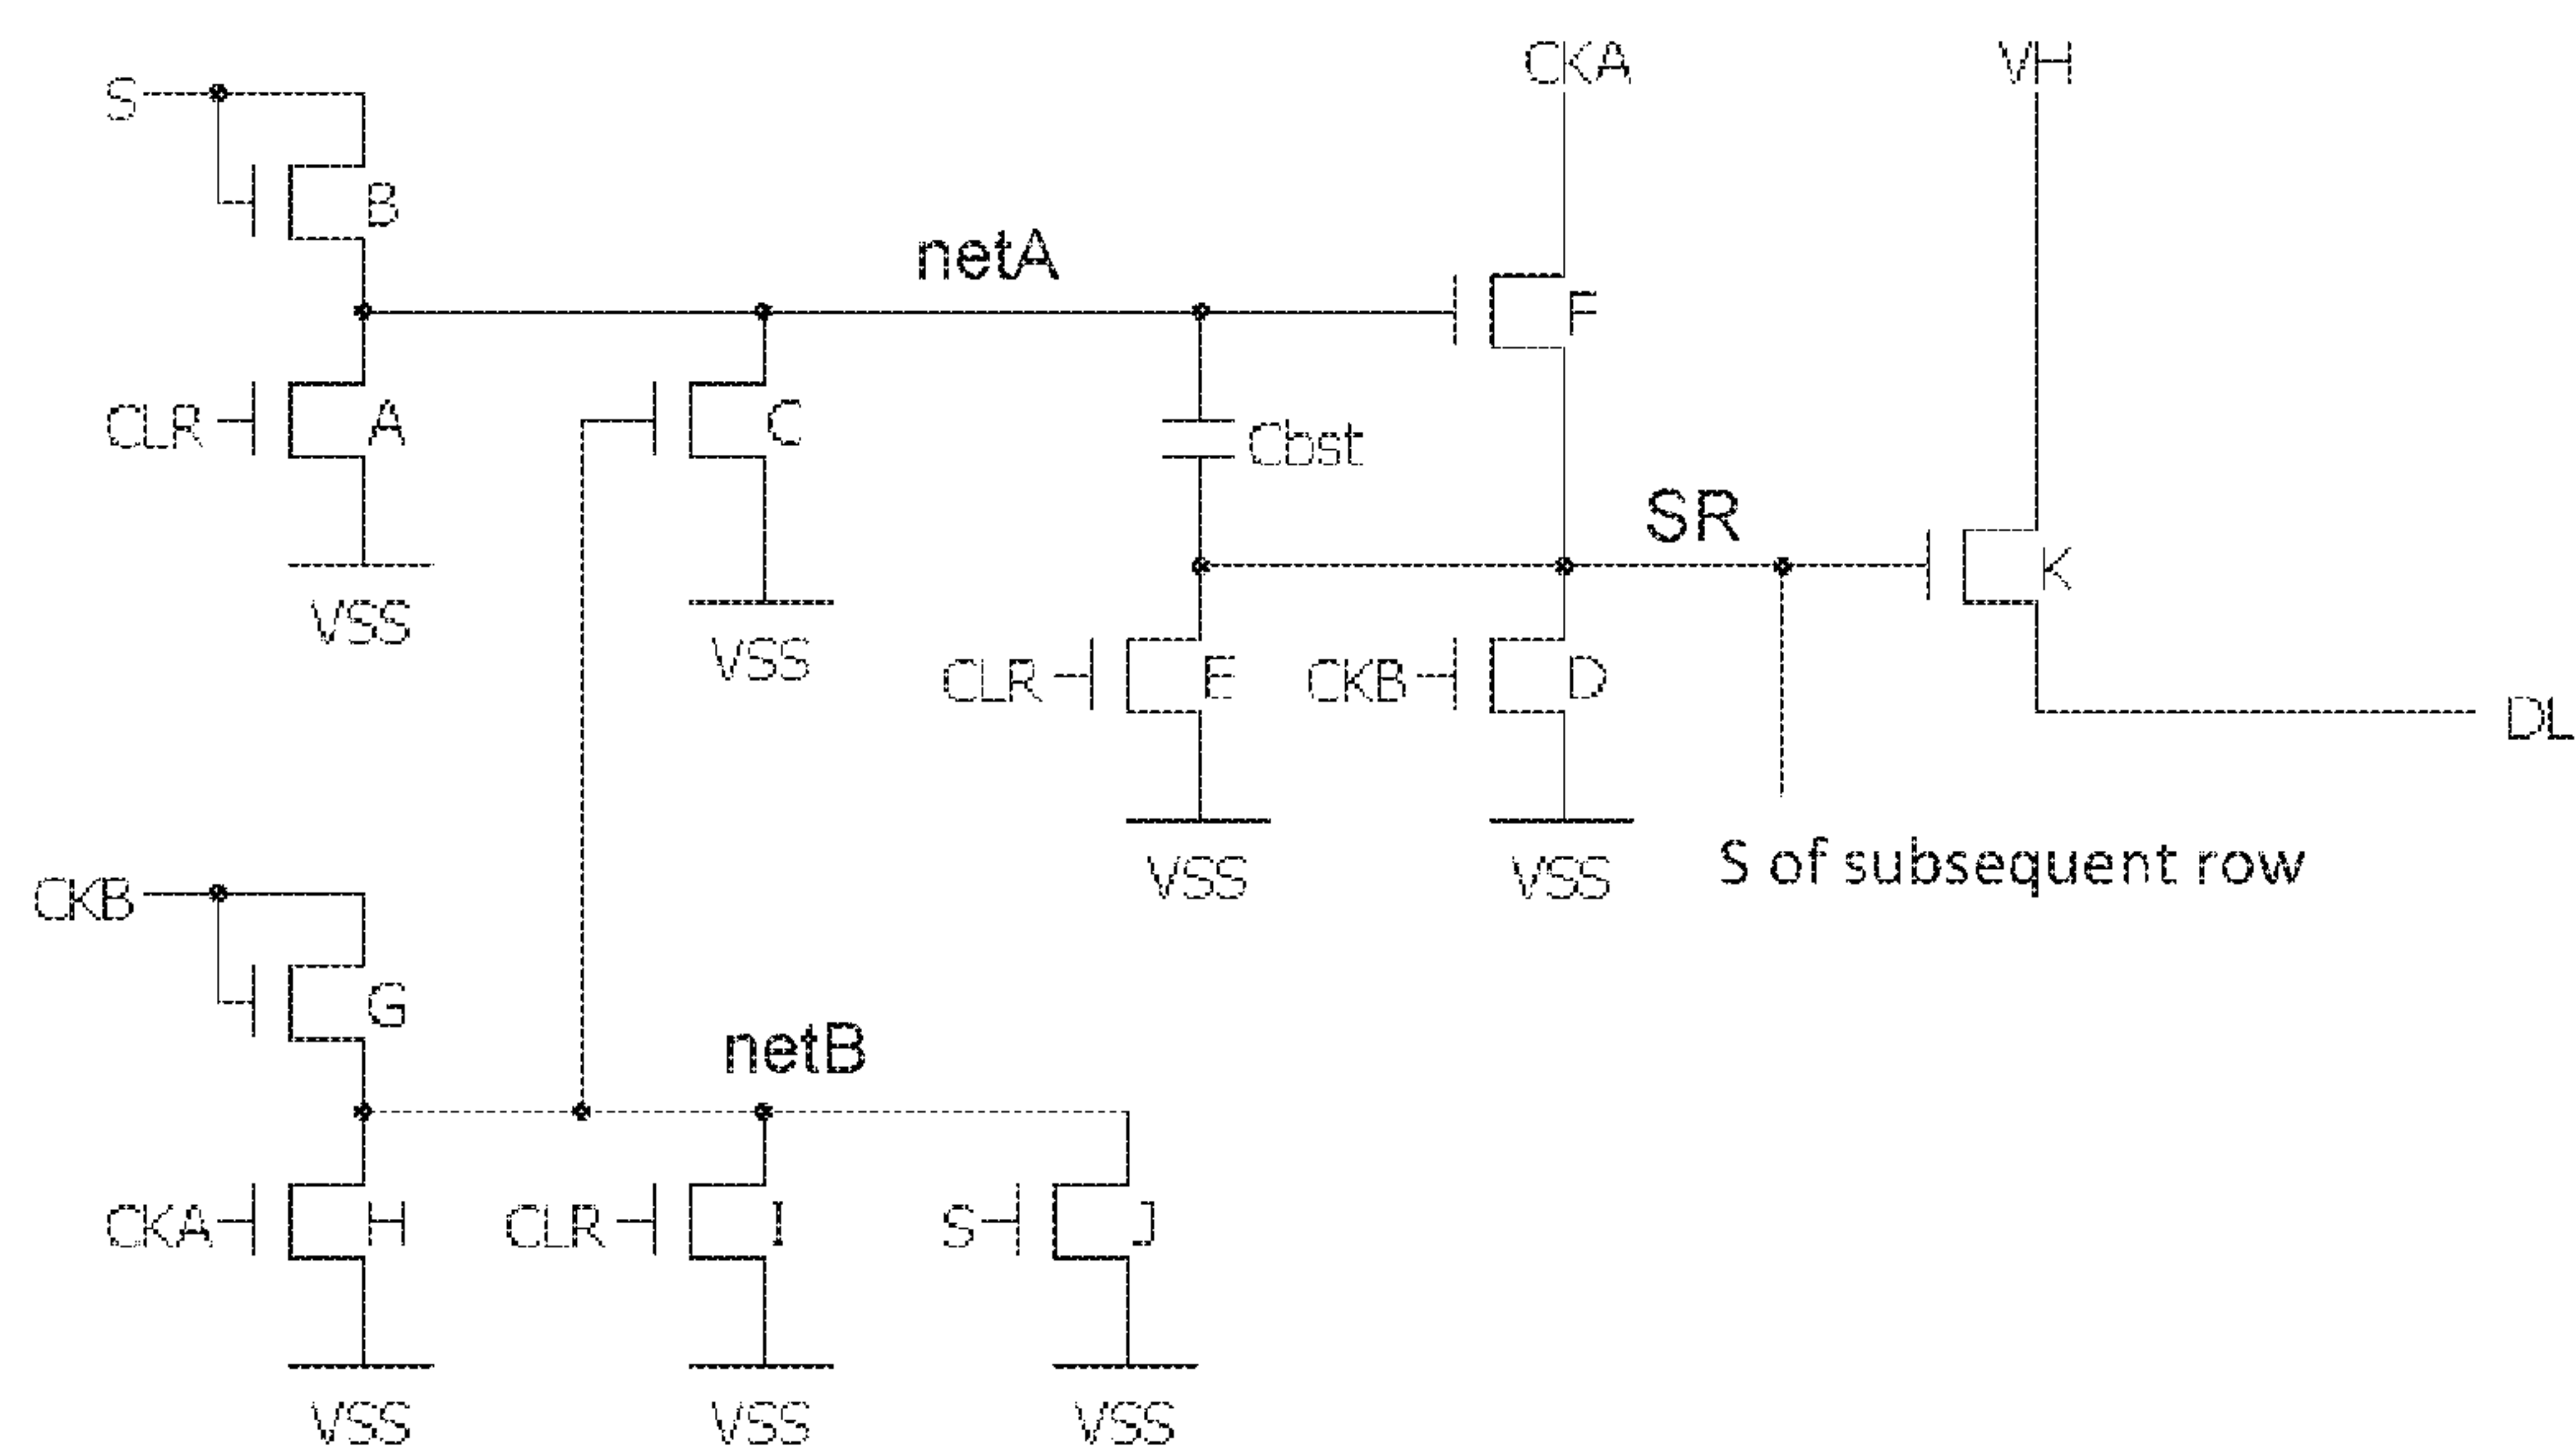 CKA
VH
S
B
netA
F
CLR
A
C
Cbst
SR
K
VSS
VSS
CLR
E
CKB
D
DL
VSS
VSS
S of subsequent row
CKB
G
netB
CKA
H
CLR
I
S
J
VSS
VSS
VSS